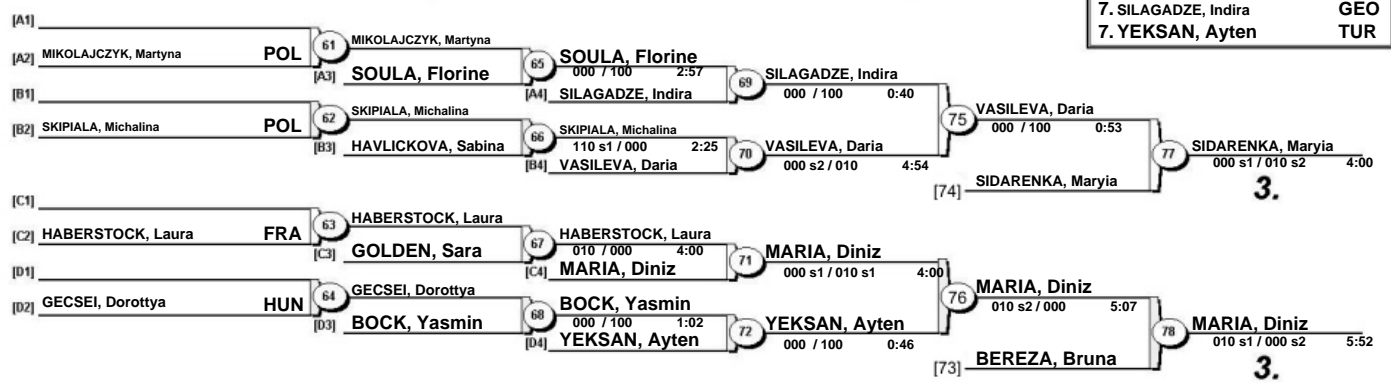 7. SILAGADZE, Indira GEO
7. YEKSAN, Ayten TUR
[A1]
[A2] MIKOLAJCZYK, Martyna POL
61
MIKOLAJCZYK, Martyna
[A3] SOULA, Florine
65
SOULA, Florine
000 / 100 2:57
[A4] SILAGADZE, Indira
69
SILAGADZE, Indira
000 / 100 0:40
[B1]
[B2] SKIPIALA, Michalina POL
62
SKIPIALA, Michalina
[B3] HAVLICKOVA, Sabina
66
SKIPIALA, Michalina
110 s1 / 000 2:25
[B4] VASILEVA, Daria
70
VASILEVA, Daria
000 s2 / 010 4:54
75
VASILEVA, Daria
000 / 100 0:53
[74] SIDARENKA, Maryia
77
SIDARENKA, Maryia
000 s1 / 010 s2 4:00
3.
[C1]
[C2] HABERSTOCK, Laura FRA
63
HABERSTOCK, Laura
[C3] GOLDEN, Sara
67
HABERSTOCK, Laura
010 / 000 4:00
[C4] MARIA, Diniz
71
MARIA, Diniz
000 s1 / 010 s1 4:00
[D1]
[D2] GECSEI, Dorottya HUN
64
GECSEI, Dorottya
[D3] BOCK, Yasmin
68
BOCK, Yasmin
000 / 100 1:02
[D4] YEKSAN, Ayten
72
YEKSAN, Ayten
000 / 100 0:46
76
MARIA, Diniz
010 s2 / 000 5:07
[73] BEREZA, Bruna
78
MARIA, Diniz
010 s1 / 000 s2 5:52
3.